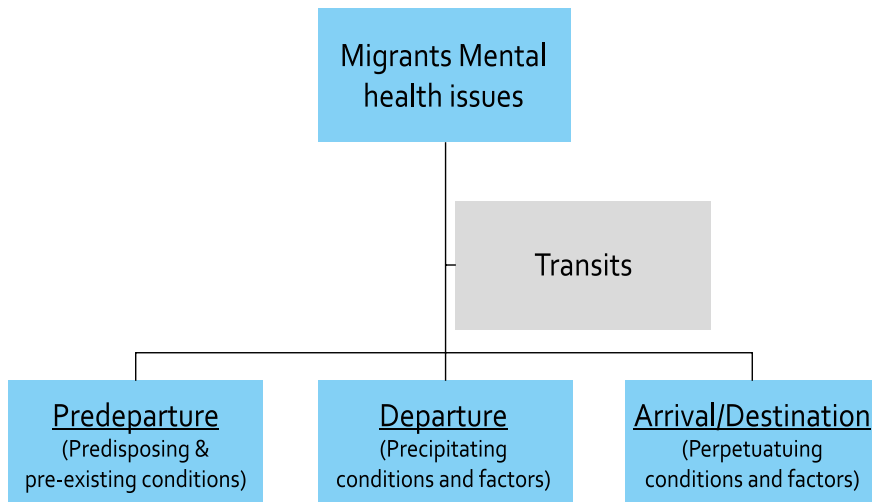 Migrants Mental
health issues
Transits
Predeparture
(Predisposing &
pre-existing conditions)
Departure
(Precipitating
conditions and factors)
Arrival/Destination
(Perpetuatuing
conditions and factors)